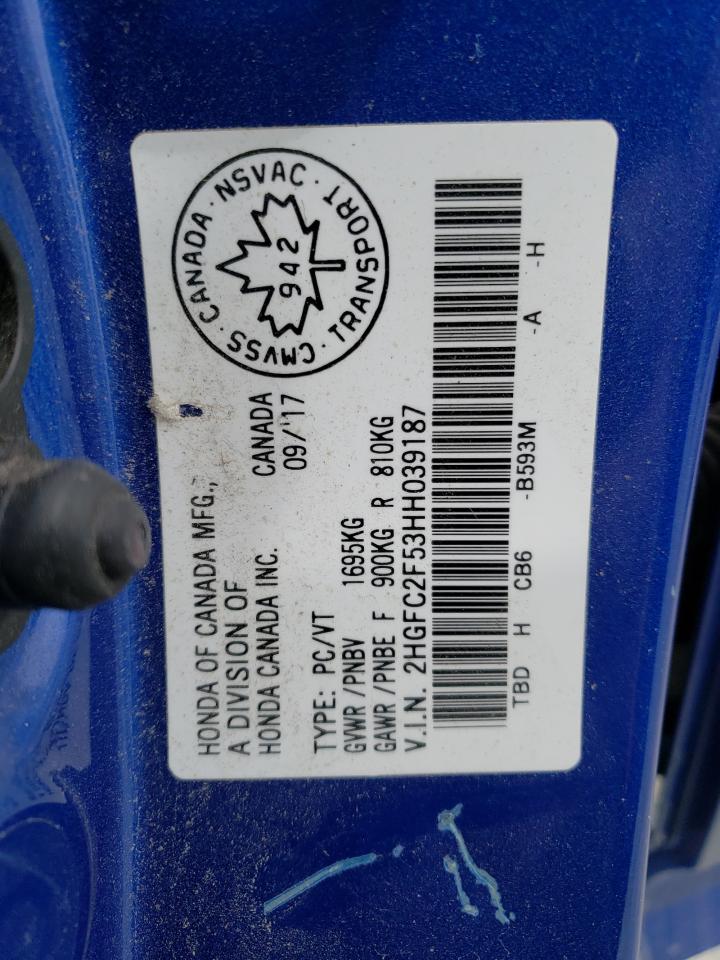 HONDA OF CANADA MFG.,
A DIVISION OF
HONDA CANADA INC.
CANADA
09/'17
CANADA · NSVAC · TRANSPORT · CMVSS ·
942
TYPE: PC/VT
GVWR /PNBV 1695KG
GAWR /PNBE F 900KG R 810KG
V.I.N. 2HGFC2F53HH039187
TBD H CB6 -B593M -A -H